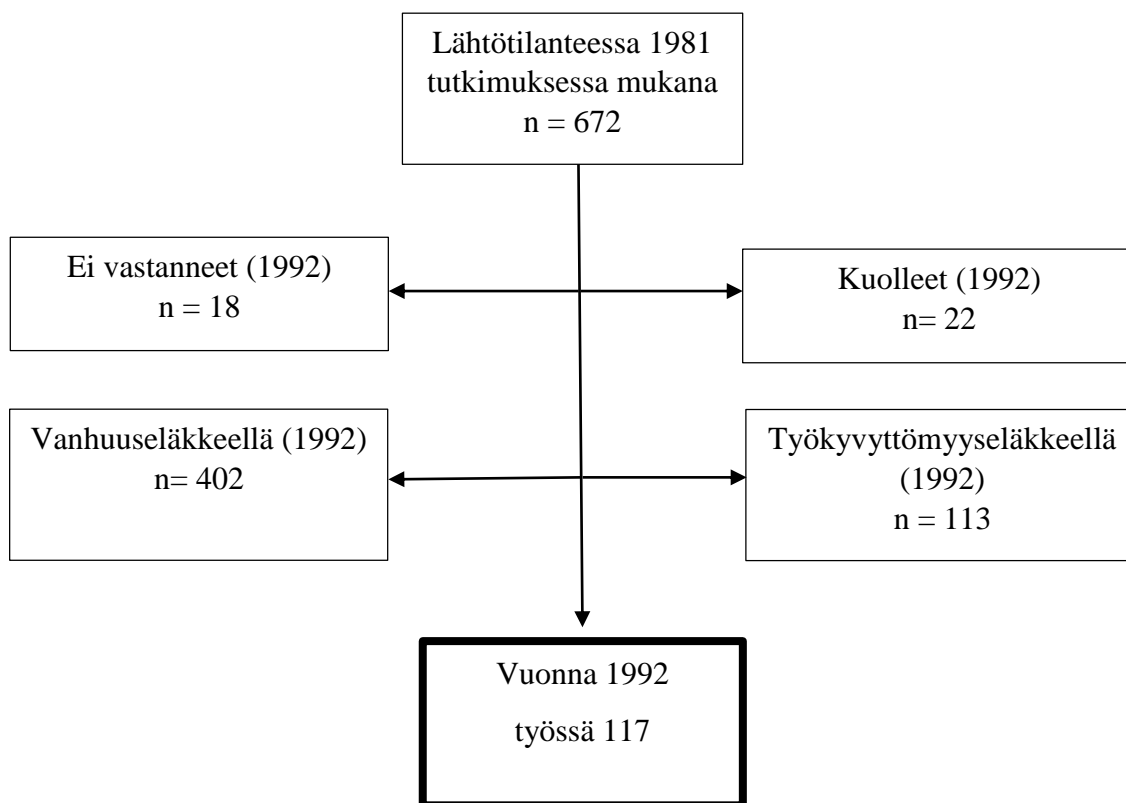 Lähtötilanteessa 1981
tutkimuksessa mukana
n = 672
Ei vastanneet (1992)
n = 18
Kuolleet (1992)
n= 22
Vanhuuseläkkeellä (1992)
n= 402
Työkyvyttömyyseläkkeellä
(1992)
n = 113
Vuonna 1992
työssä 117